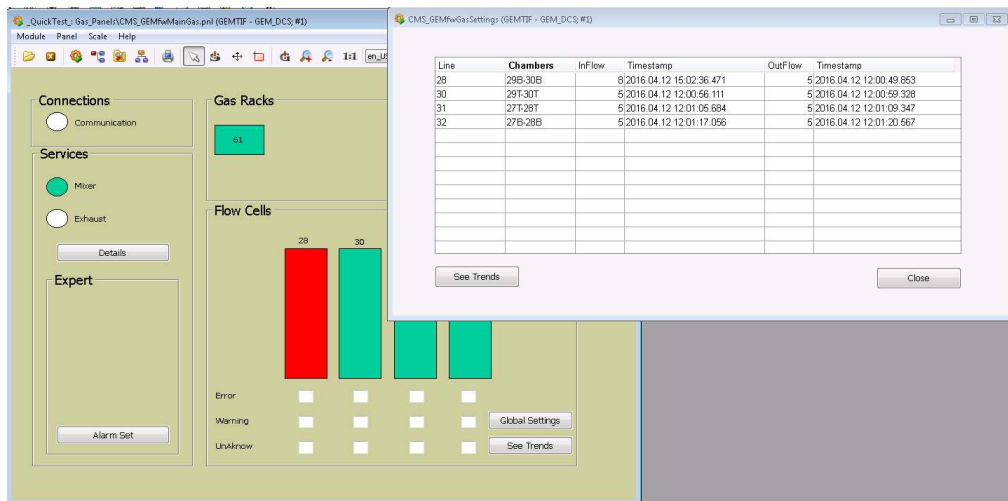 _QuickTest_: Gas_Panels\CMS_GEMfwMainGas.pnl (GEMTIF - GEM_DCS; #1)
Module Panel Scale Help
1:1 en_US
Connections
Communication
Services
Mixer
Exhaust
Details
Expert
Alarm Set
Gas Racks
61
Flow Cells
28 30
Error
Warning
UnAknow
Global Settings
See Trends
CMS_GEMfwGasSettings (GEMTIF - GEM_DCS; #1)
Line Chambers InFlow Timestamp OutFlow Timestamp
28 29B-30B 8 2016.04.12 15:02:36.471 5 2016.04.12 12:00:49.853
30 29T-30T 5 2016.04.12 12:00:56.111 5 2016.04.12 12:00:59.328
31 27T-28T 5 2016.04.12 12:01:05.684 5 2016.04.12 12:01:09.347
32 27B-28B 5 2016.04.12 12:01:17.056 5 2016.04.12 12:01:20.567
See Trends
Close